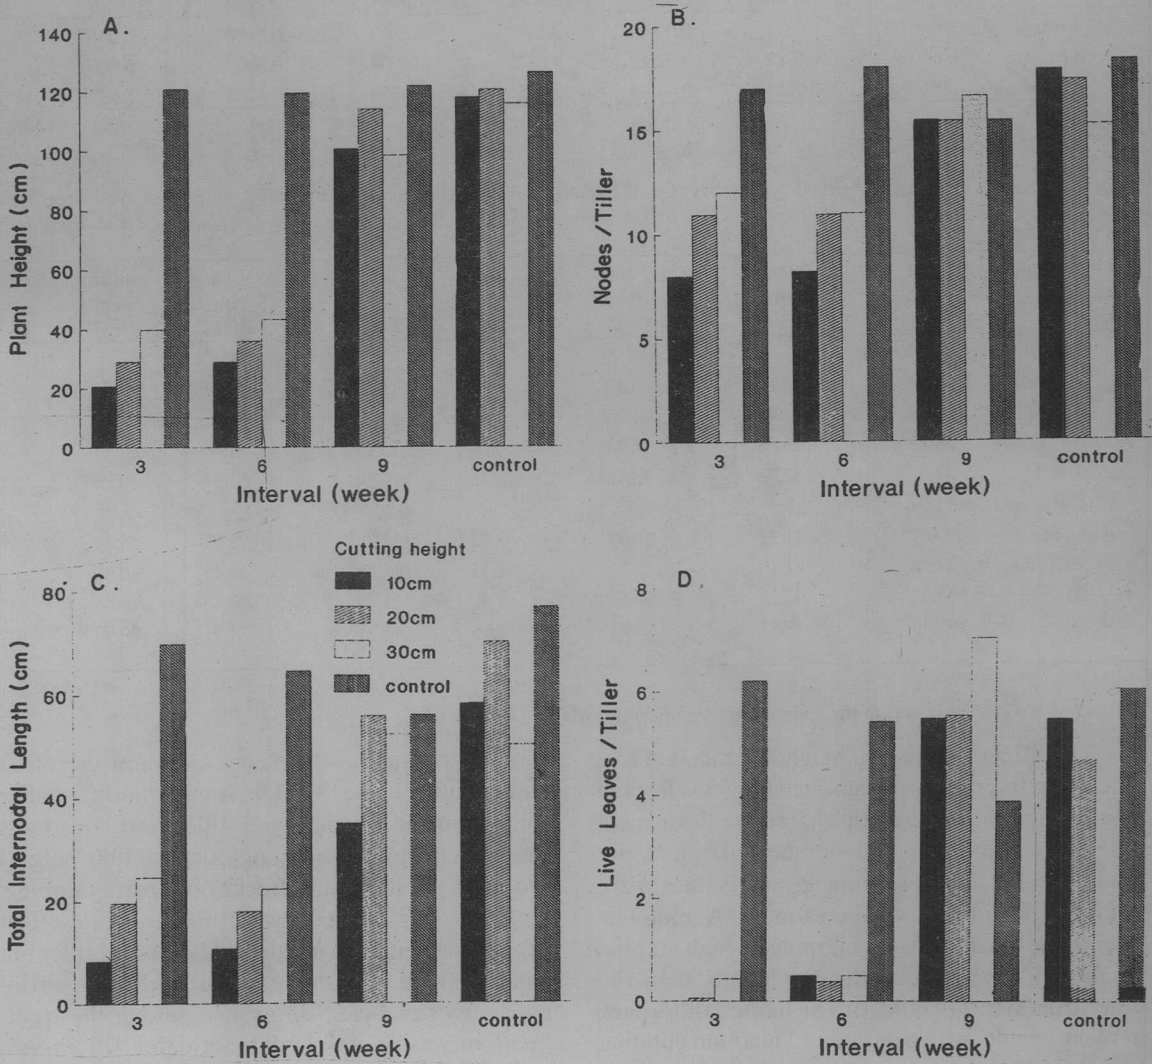 A.
140
120
100
80
60
40
20
0
Plant Height (cm)
3 6 9 control
Interval (week)
B.
20
15
10
5
0
Nodes/Tiller
3 6 9 control
Interval (week)
Cutting height
10cm
20cm
30cm
control
C.
80
60
40
20
0
Total Internodal Length (cm)
3 6 9 control
Interval (week)
D.
8
6
4
2
0
Live Leaves/Tiller
3 6 9 control
Interval (week)